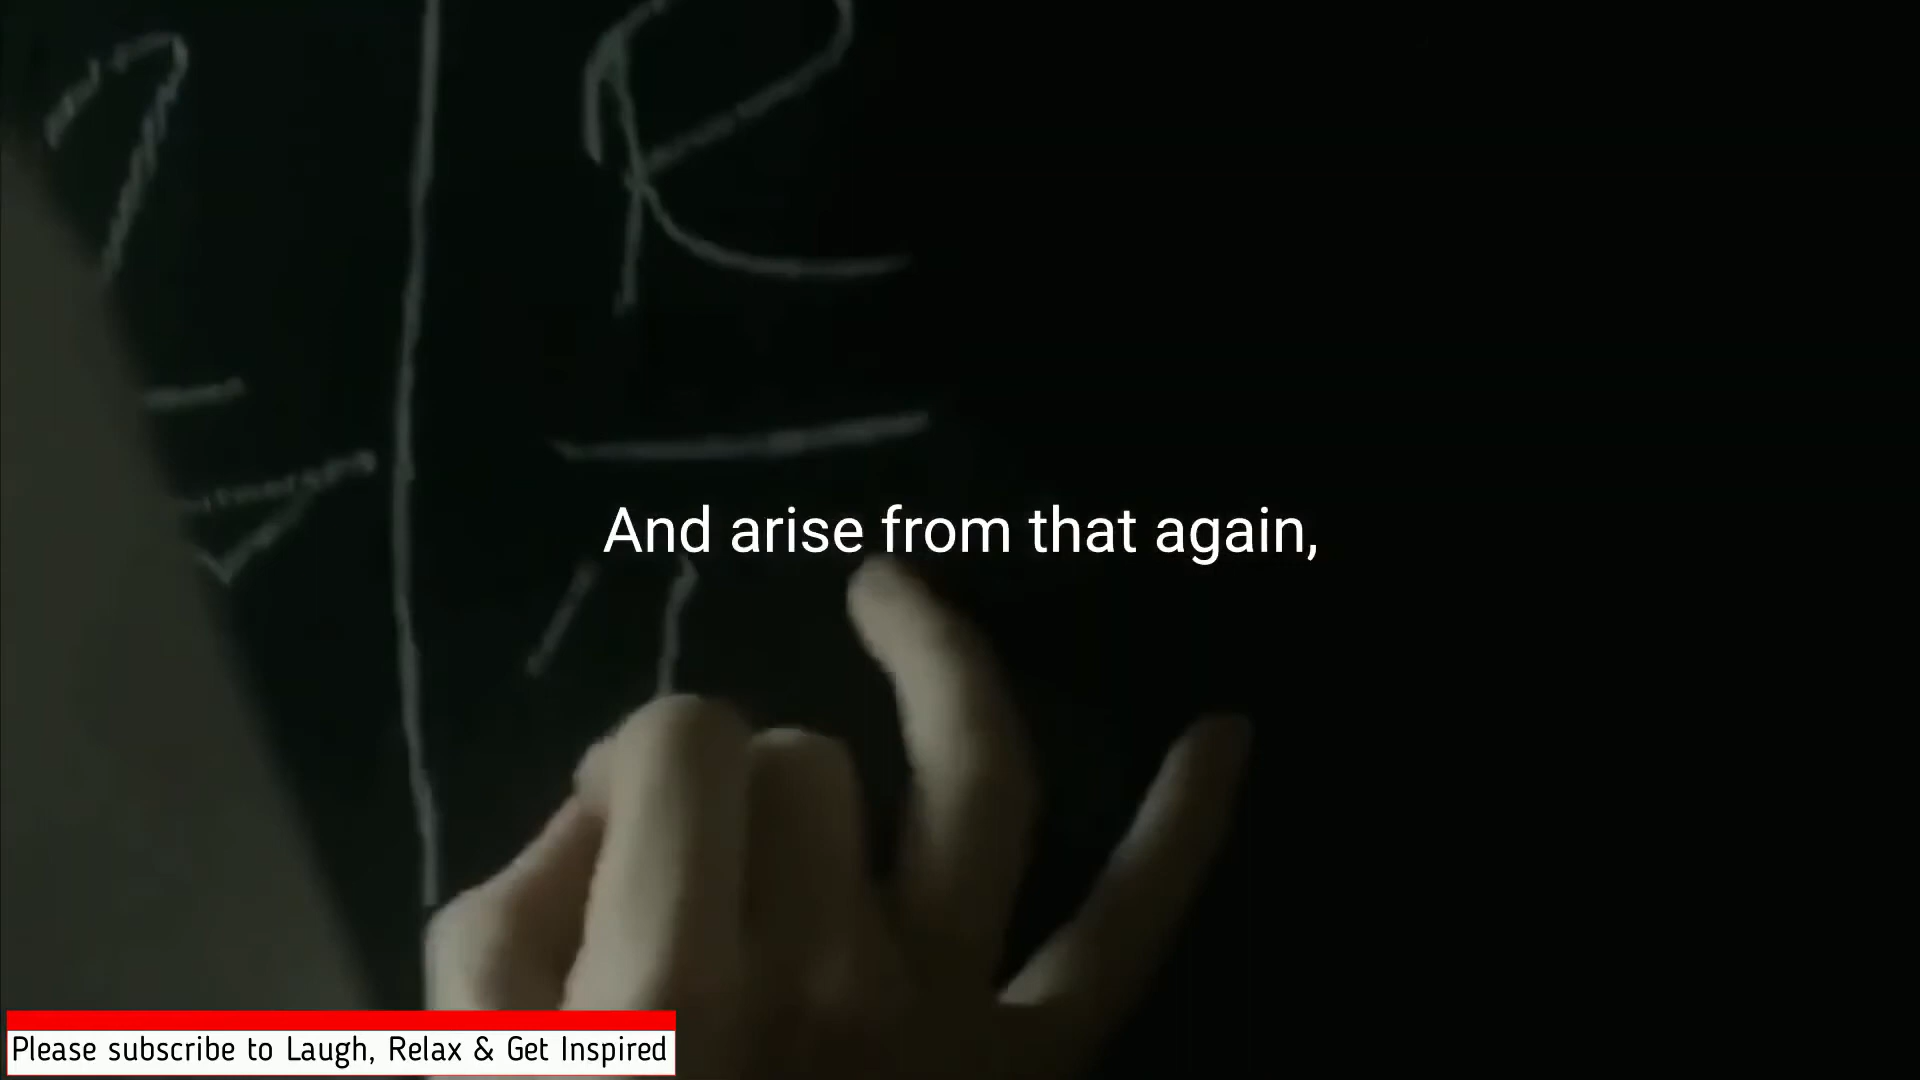 R
And arise from that again,
Please subscribe to Laugh, Relax & Get Inspired